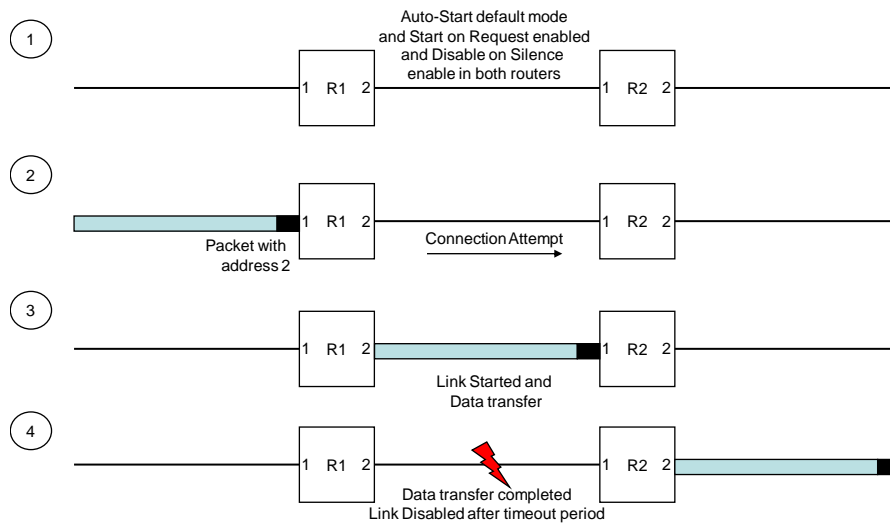 Auto-Start default mode
and Start on Request enabled
and Disable on Silence
enable in both routers
1
1 R1 2
1 R2 2
2
1 R1 2
1 R2 2
Packet with
address 2
Connection Attempt
3
1 R1 2
1 R2 2
Link Started and
Data transfer
4
1 R1 2
1 R2 2
Data transfer completed
Link Disabled after timeout period